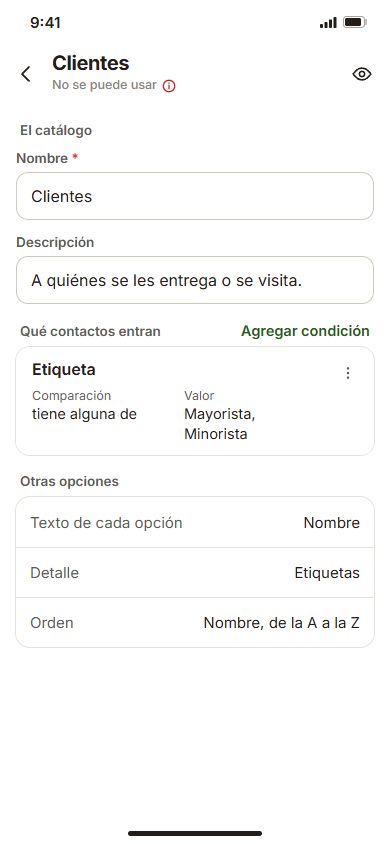 9:41
Clientes
No se puede usar
El catálogo
Nombre *
Clientes
Descripción
A quiénes se les entrega o se visita.
Qué contactos entran
Agregar condición
Etiqueta
Comparación
tiene alguna de
Valor
Mayorista,
Minorista
Otras opciones
Texto de cada opción
Nombre
Detalle
Etiquetas
Orden
Nombre, de la A a la Z